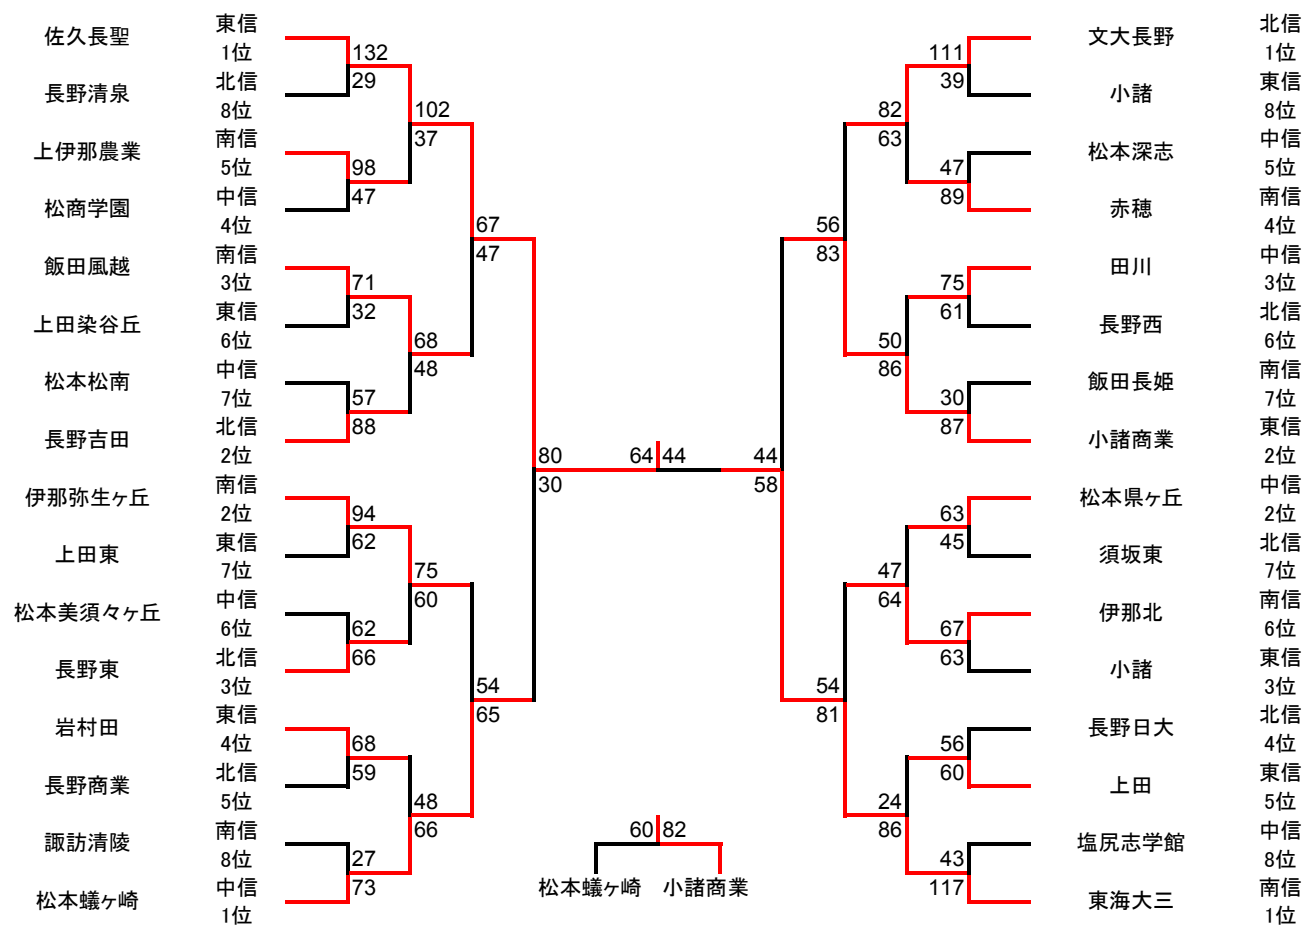 佐久長聖 東信 1位 132
長野清泉 北信 8位 29
102
37
上伊那農業 南信 5位 98
松商学園 中信 4位 47
67
47
飯田風越 南信 3位 71
上田染谷丘 東信 6位 32
68
48
松本松南 中信 7位 57
長野吉田 北信 2位 88
80
30
伊那弥生ヶ丘 南信 2位 94
上田東 東信 7位 62
75
60
松本美須々ヶ丘 中信 6位 62
長野東 北信 3位 66
54
65
岩村田 東信 4位 68
長野商業 北信 5位 59
48
66
諏訪清陵 南信 8位 27
松本蟻ヶ崎 中信 1位 73
64 44
60 82
松本蟻ヶ崎 小諸商業
111 文大長野 北信 1位
39 小諸 東信 8位
82
63
47 松本深志 中信 5位
89 赤穂 南信 4位
56
83
75 田川 中信 3位
61 長野西 北信 6位
50
86
30 飯田長姫 南信 7位
87 小諸商業 東信 2位
44
58
63 松本県ヶ丘 中信 2位
45 須坂東 北信 7位
47
64
67 伊那北 南信 6位
63 小諸 東信 3位
54
81
56 長野日大 北信 4位
60 上田 東信 5位
24
86
43 塩尻志学館 中信 8位
117 東海大三 南信 1位